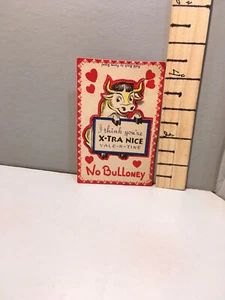 I think you're
X-TRA NICE
VALE-N-TINE
No Bulloney